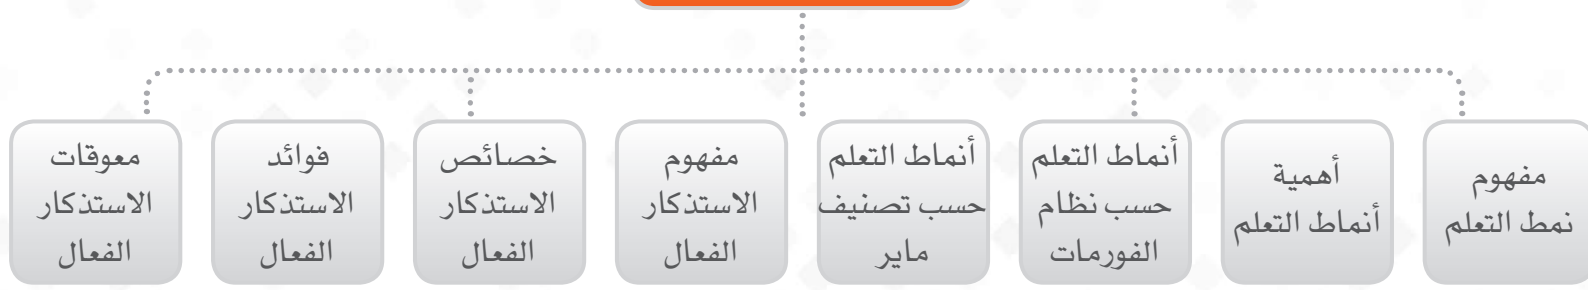 مفهوم
نمط التعلم
أهمية
أنماط التعلم
أنماط التعلم
حسب نظام
الفورمات
أنماط التعلم
حسب تصنيف
ماير
مفهوم
الاستذكار
الفعال
خصائص
الاستذكار
الفعال
فوائد
الاستذكار
الفعال
معوقات
الاستذكار
الفعال